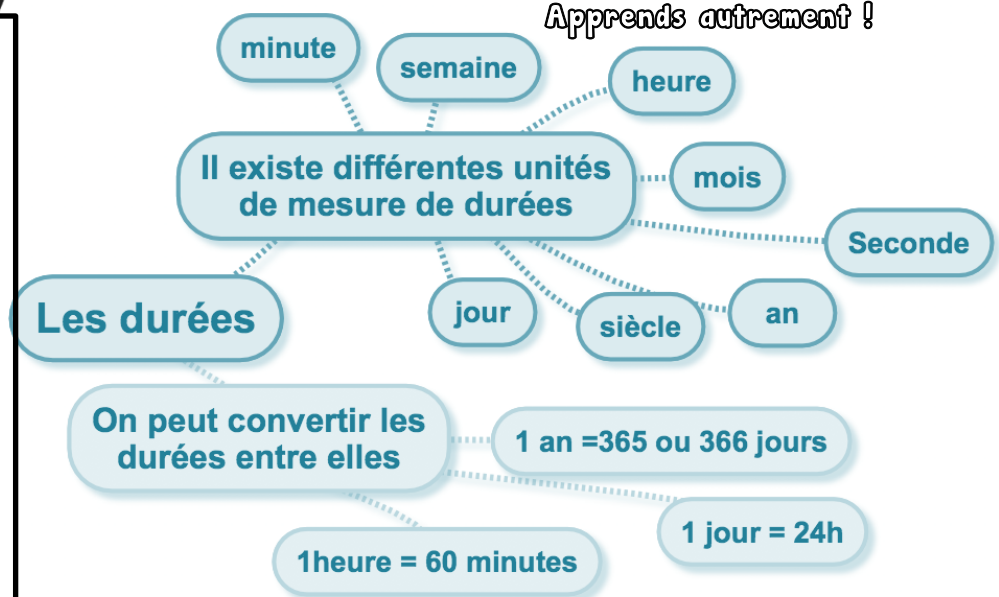 Apprends autrement !
minute
semaine
heure
Il existe différentes unités
de mesure de durées
mois
Seconde
jour
siècle
an
Les durées
On peut convertir les
durées entre elles
1 an =365 ou 366 jours
1 jour = 24h
1heure = 60 minutes